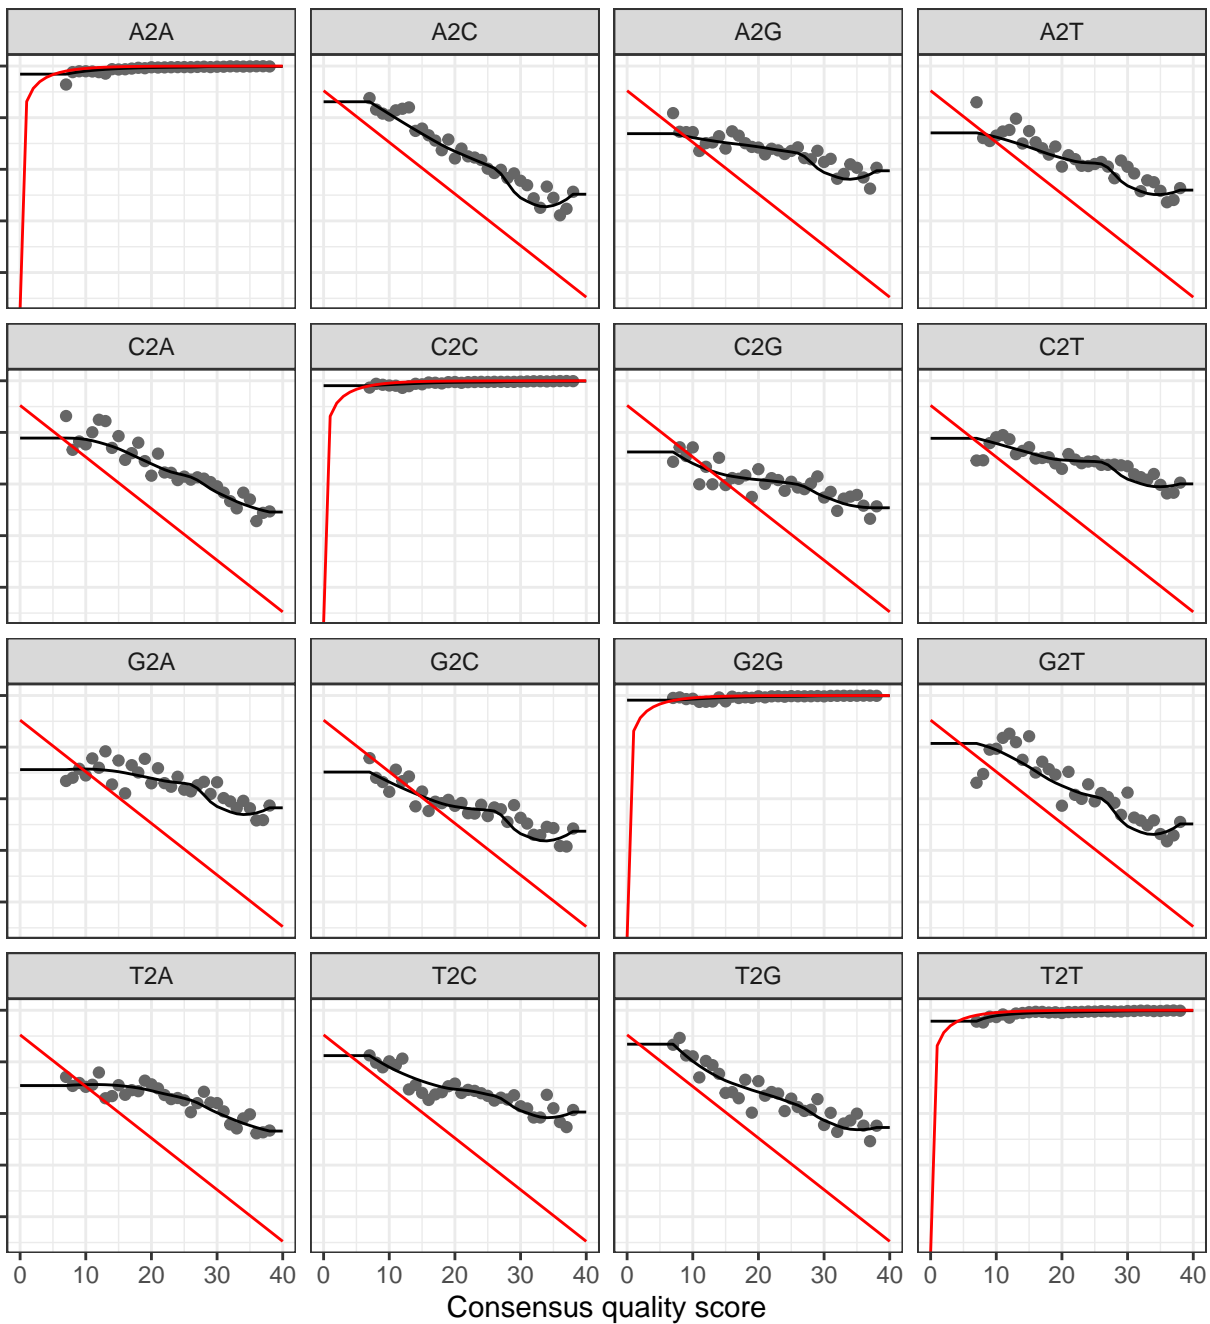 A2A A2C A2G A2T
C2A C2C C2G C2T
G2A G2C G2G G2T
T2A T2C T2G T2T
0 10 20 30 40 0 10 20 30 40 0 10 20 30 40 0 10 20 30 40
Consensus quality score